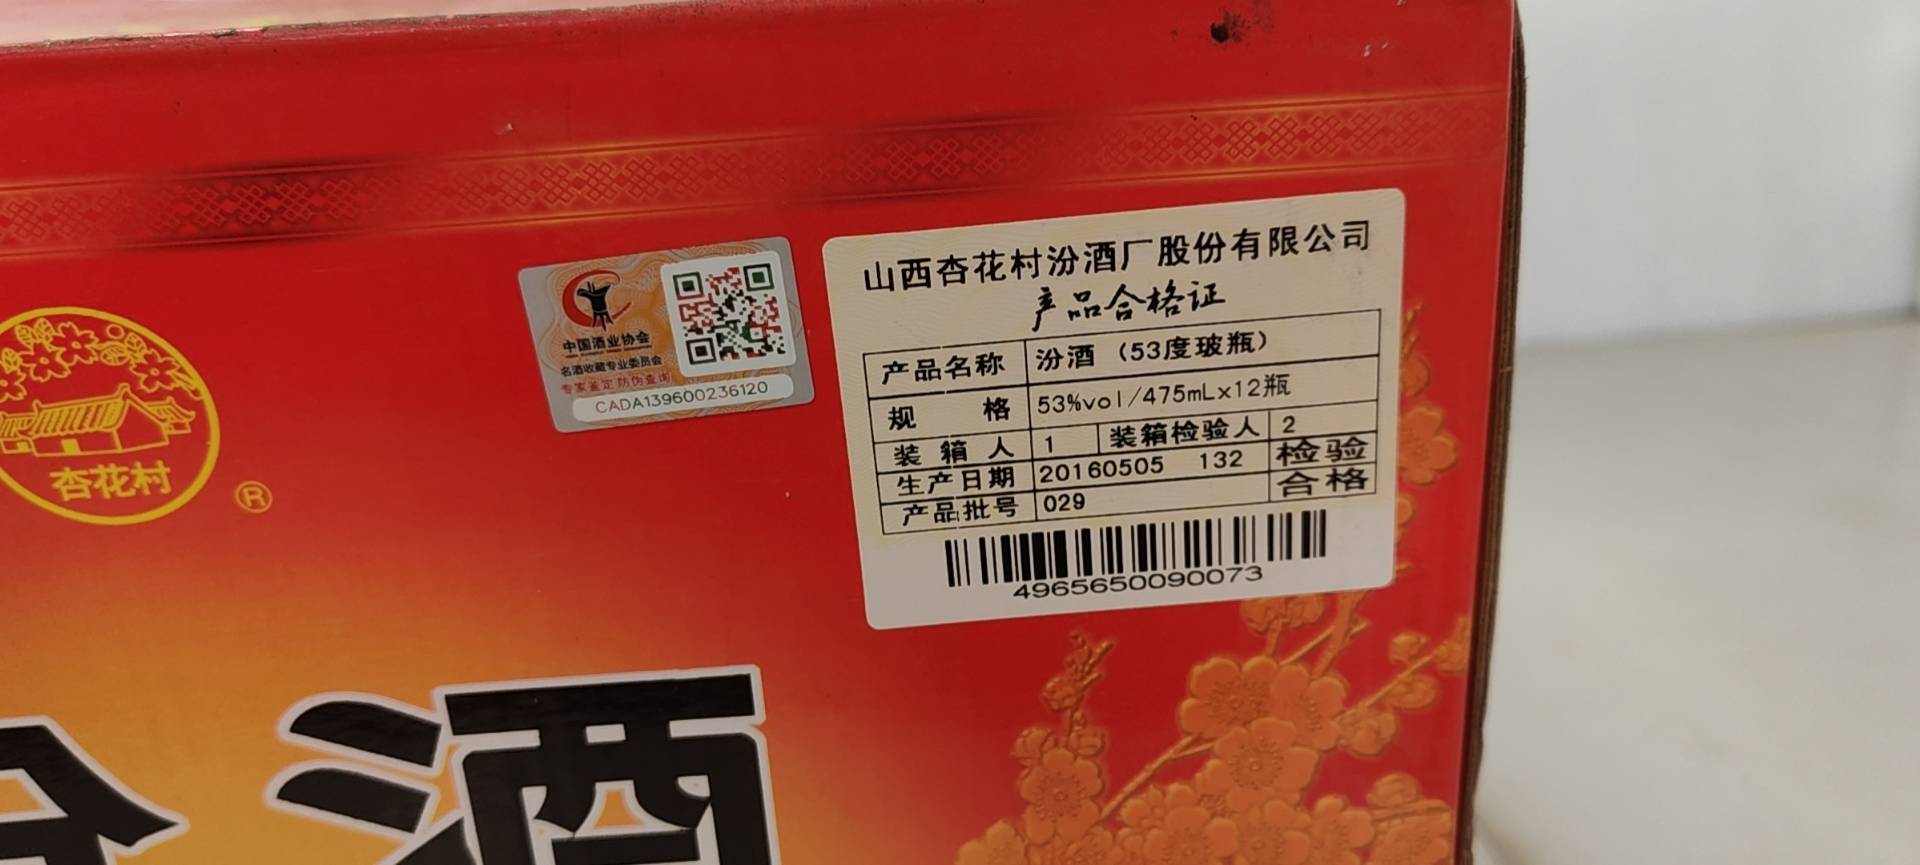 杏花村
®
中国酒业协会
名酒收藏专业委员会
专家鉴定 防伪查询
CADA139600236120
山西杏花村汾酒厂股份有限公司
产品合格证
产品名称 汾酒（53度玻瓶）
规 格 53%vol/475mL×12瓶
装箱人 1 装箱检验人 2
生产日期 20160505 132 检验
产品批号 029 合格
4965650090073
酒